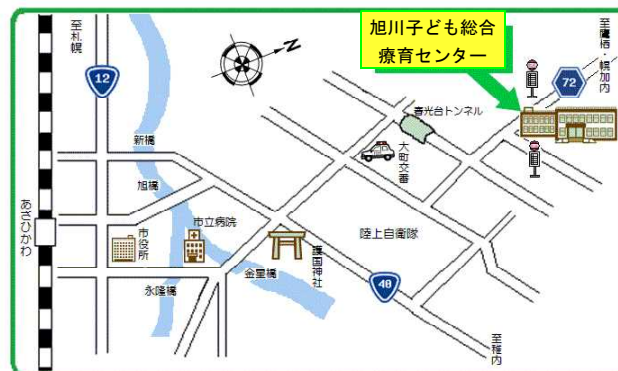 旭川子ども総合
療育センター
至札幌
12
N
至鷹栖・幌加内
72
春光台トンネル
大町交番
新橋
旭橋
あさひかわ
市役所
市立病院
陸上自衛隊
護国神社
金星橋
永隆橋
40
至稚内